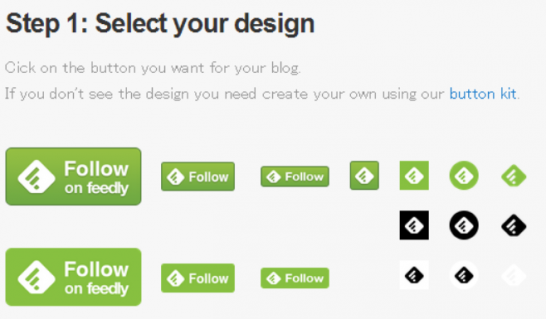 Step 1: Select your design
Cick on the button you want for your blog.
If you don't see the design you need create your own using our button kit.
Follow
on feedly
Follow
Follow
Follow
on feedly
Follow
Follow